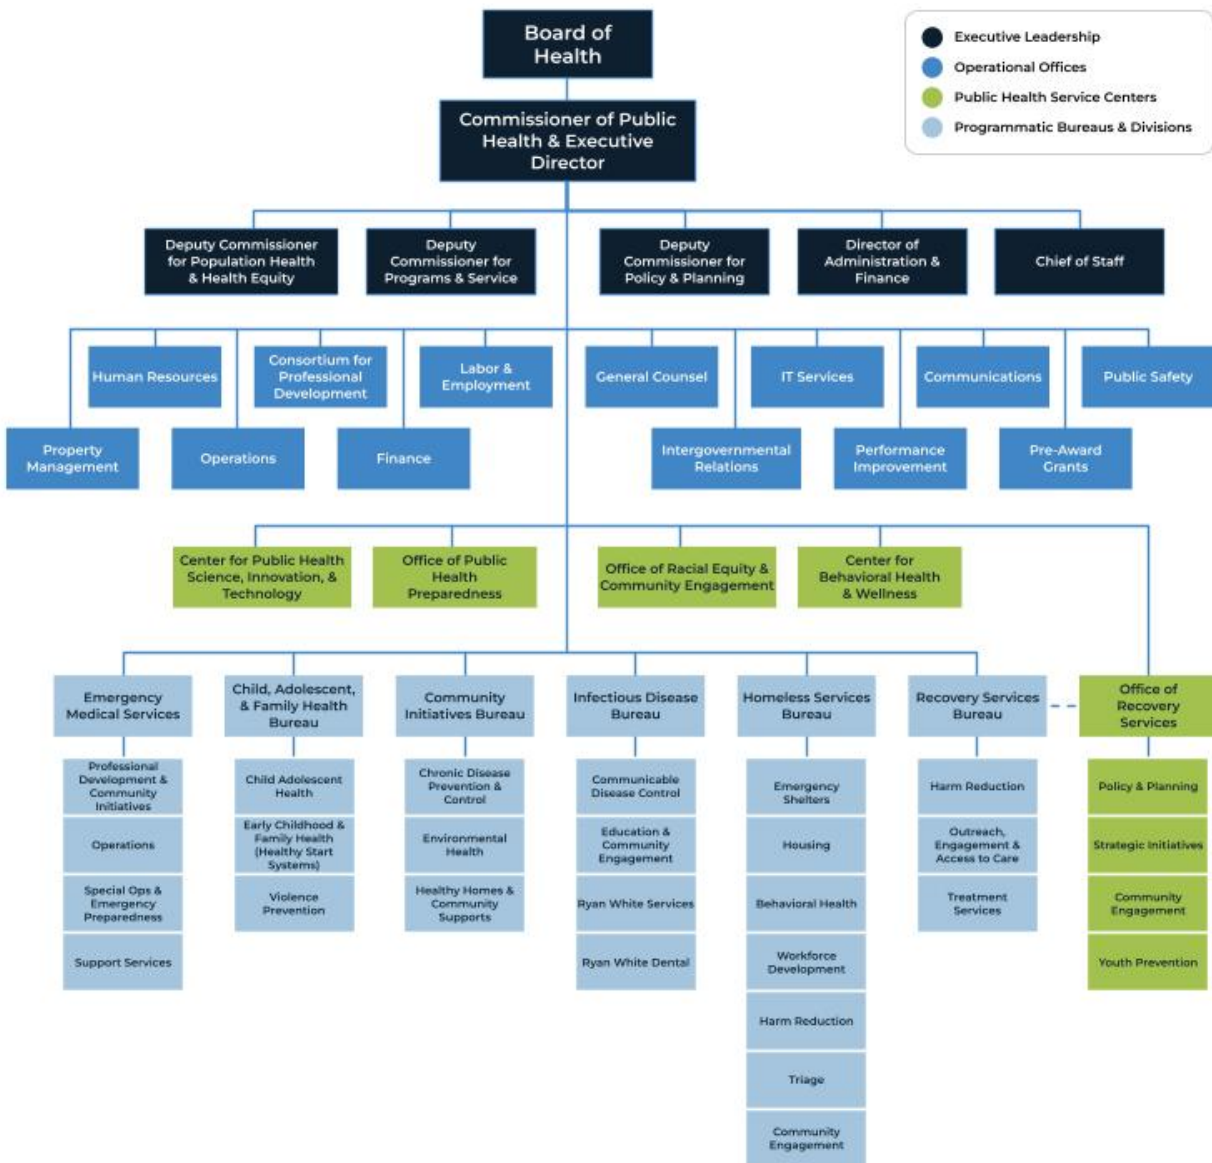 Board of
Health
Executive Leadership
Operational Offices
Public Health Service Centers
Programmatic Bureaus & Divisions
Commissioner of Public
Health & Executive
Director
Deputy Commissioner
for Population Health
& Health Equity
Deputy
Commissioner for
Programs & Service
Deputy
Commissioner for
Policy & Planning
Director of
Administration &
Finance
Chief of Staff
Human Resources
Consortium for
Professional
Development
Labor &
Employment
General Counsel
IT Services
Communications
Public Safety
Property
Management
Operations
Finance
Intergovernmental
Relations
Performance
Improvement
Pre-Award
Grants
Center for Public Health
Science, Innovation, &
Technology
Office of Public
Health
Preparedness
Office of Racial Equity &
Community Engagement
Center for
Behavioral Health
& Wellness
Emergency
Medical Services
Professional
Development &
Community
Initiatives
Operations
Special Ops &
Emergency
Preparedness
Support Services
Child, Adolescent,
& Family Health
Bureau
Child Adolescent
Health
Early Childhood &
Family Health
(Healthy Start
Systems)
Violence
Prevention
Community
Initiatives Bureau
Chronic Disease
Prevention &
Control
Environmental
Health
Healthy Homes &
Community
Supports
Infectious Disease
Bureau
Communicable
Disease Control
Education &
Community
Engagement
Ryan White Services
Ryan White Dental
Homeless Services
Bureau
Emergency
Shelters
Housing
Behavioral Health
Workforce
Development
Harm Reduction
Triage
Community
Engagement
Recovery Services
Bureau
Harm Reduction
Outreach,
Engagement &
Access to Care
Treatment
Services
Office of
Recovery
Services
Policy & Planning
Strategic Initiatives
Community
Engagement
Youth Prevention